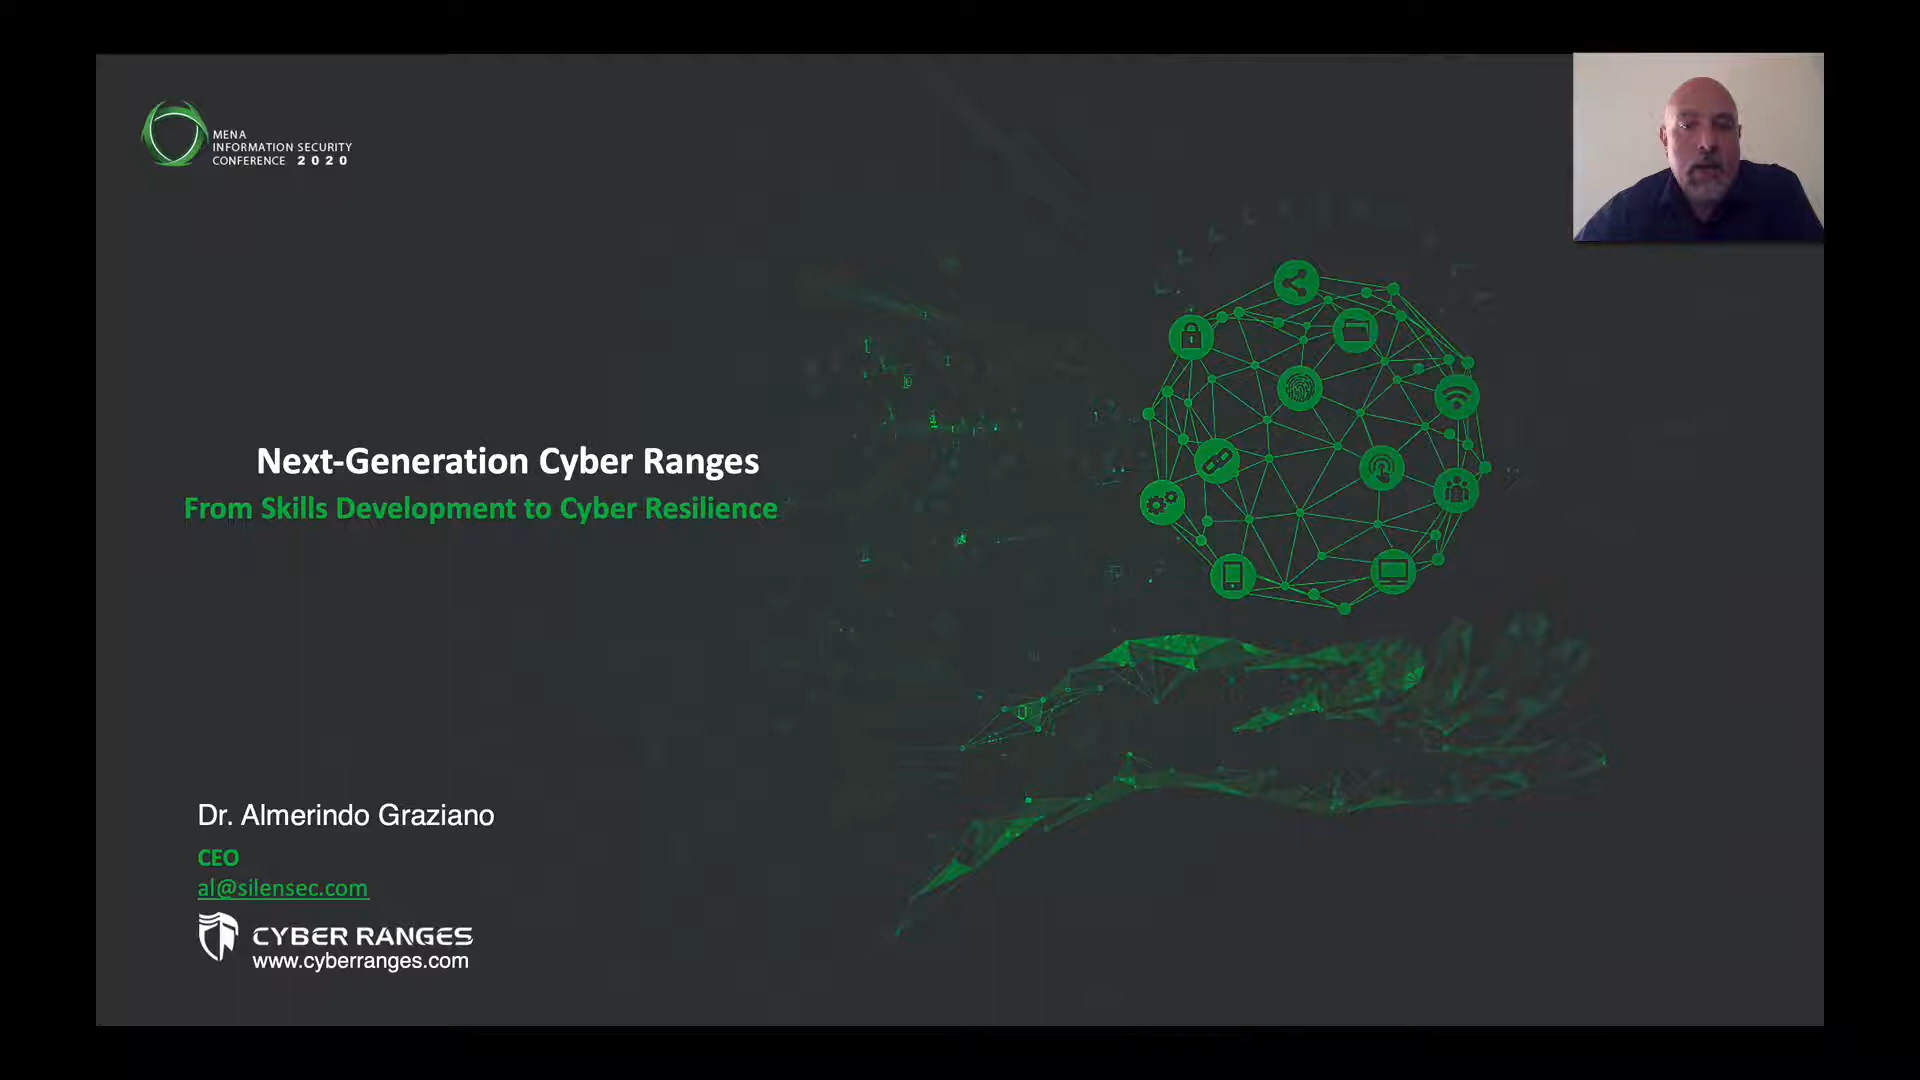 MENA
INFORMATION SECURITY
CONFERENCE 2020
Next-Generation Cyber Ranges
From Skills Development to Cyber Resilience
Dr. Almerindo Graziano
CEO
al@silensec.com
CYBER RANGES
www.cyberranges.com